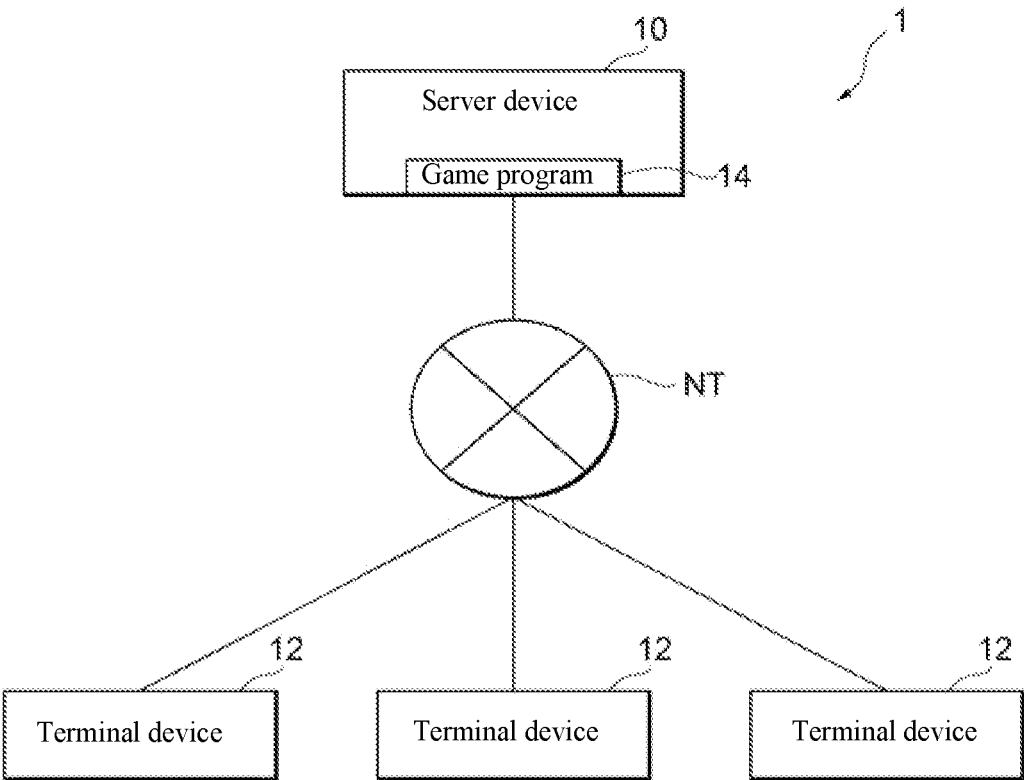 1
10
Server device
Game program
14
NT
12
12
12
Terminal device
Terminal device
Terminal device